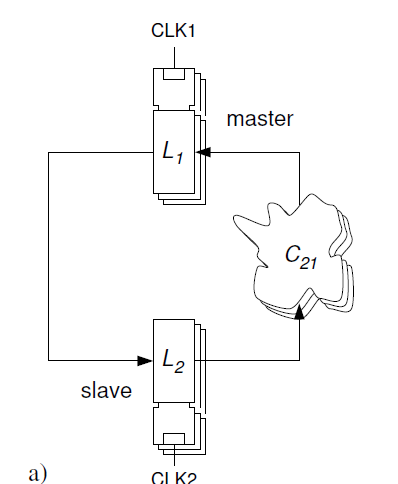 CLK1
master
L1
C21
L2
slave
a)
CLK2